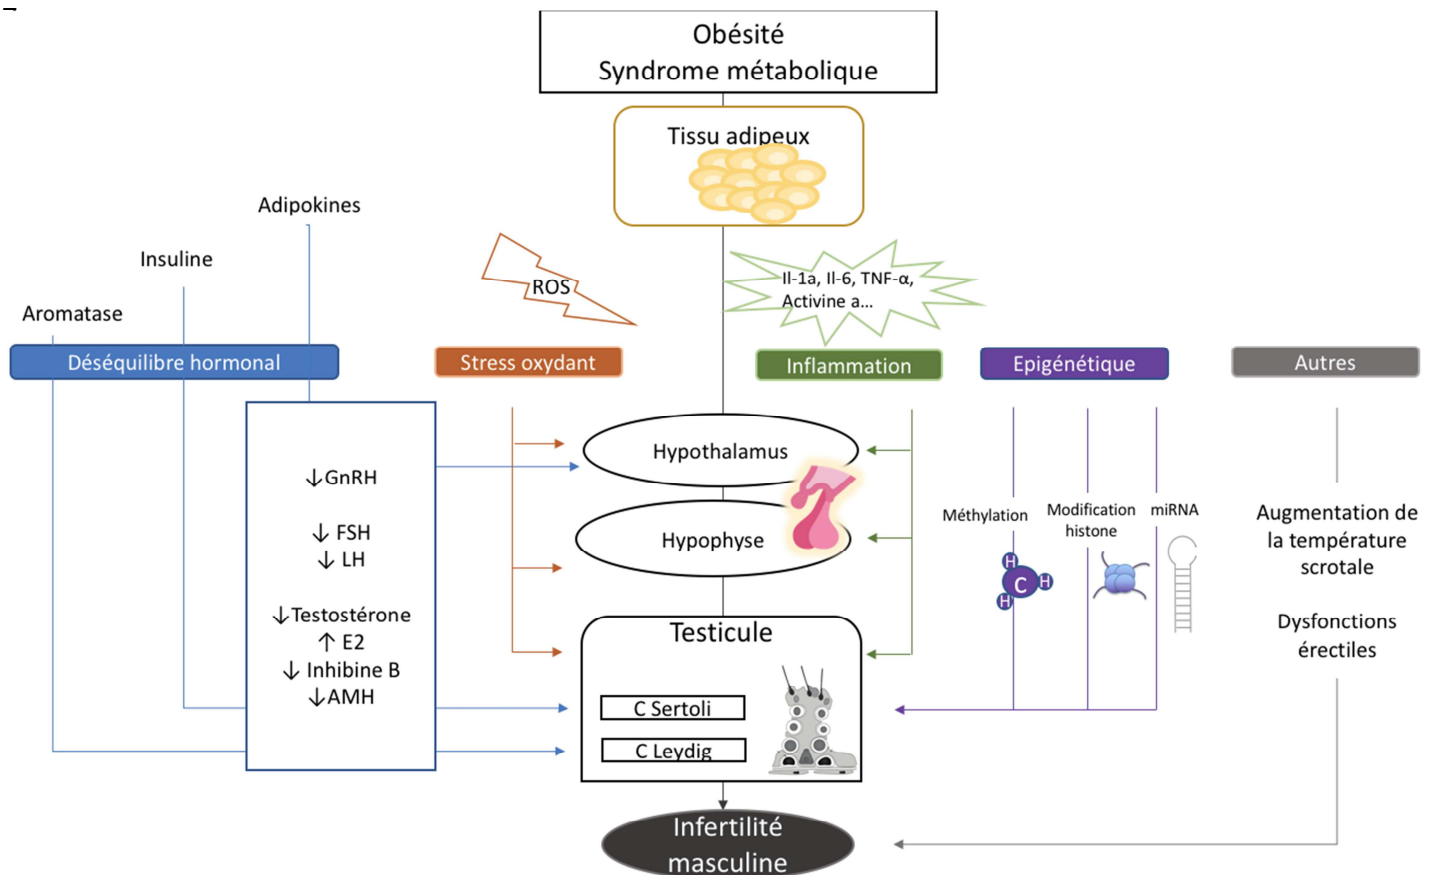 Obésité
Syndrome métabolique
Tissu adipeux
Adipokines
Insuline
Aromatase
ROS
Il-1a, Il-6, TNF-α,
Activine a...
Déséquilibre hormonal
Stress oxydant
Inflammation
Epigénétique
Autres
↓GnRH
↓ FSH
↓ LH
↓Testostérone
↑ E2
↓ Inhibine B
↓AMH
Hypothalamus
Hypophyse
Testicule
C Sertoli
C Leydig
Méthylation
Modification
histone
miRNA
H
C H
H
Augmentation de
la température
scrotale
Dysfonctions
érectiles
Infertilité
masculine